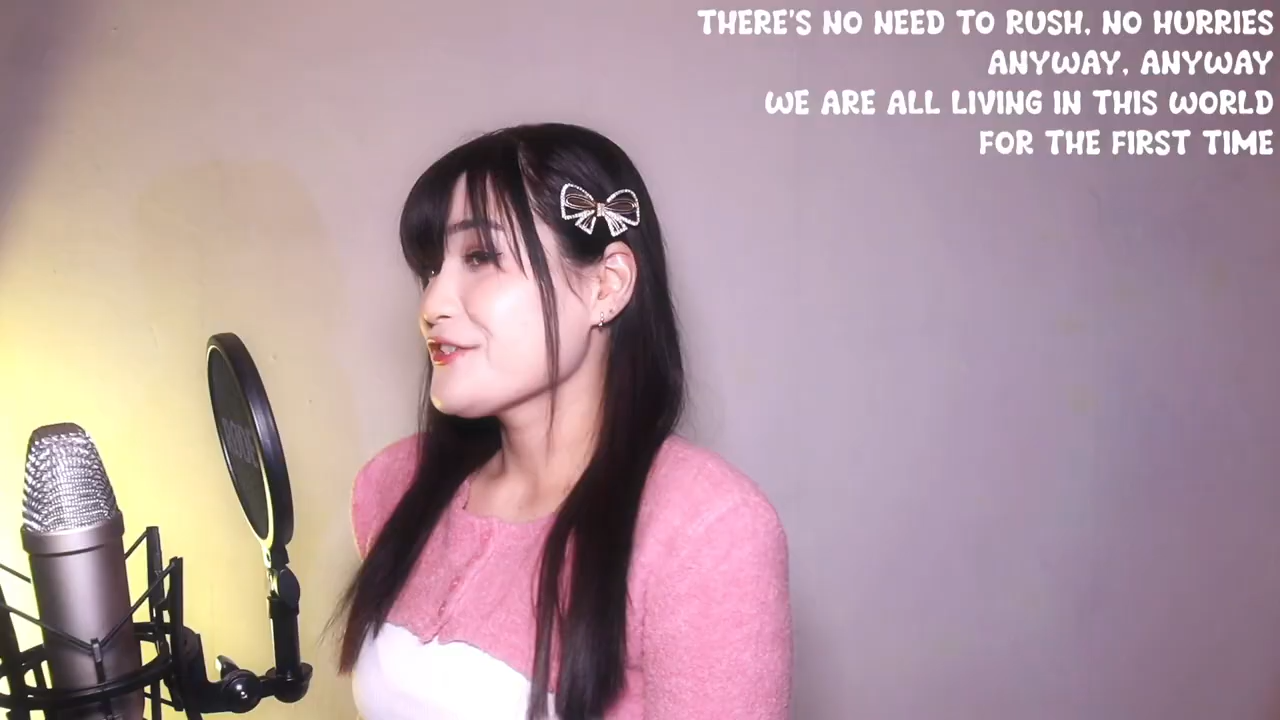 THERE'S NO NEED TO RUSH, NO HURRIES
ANYWAY, ANYWAY
WE ARE ALL LIVING IN THIS WORLD
FOR THE FIRST TIME
RODE